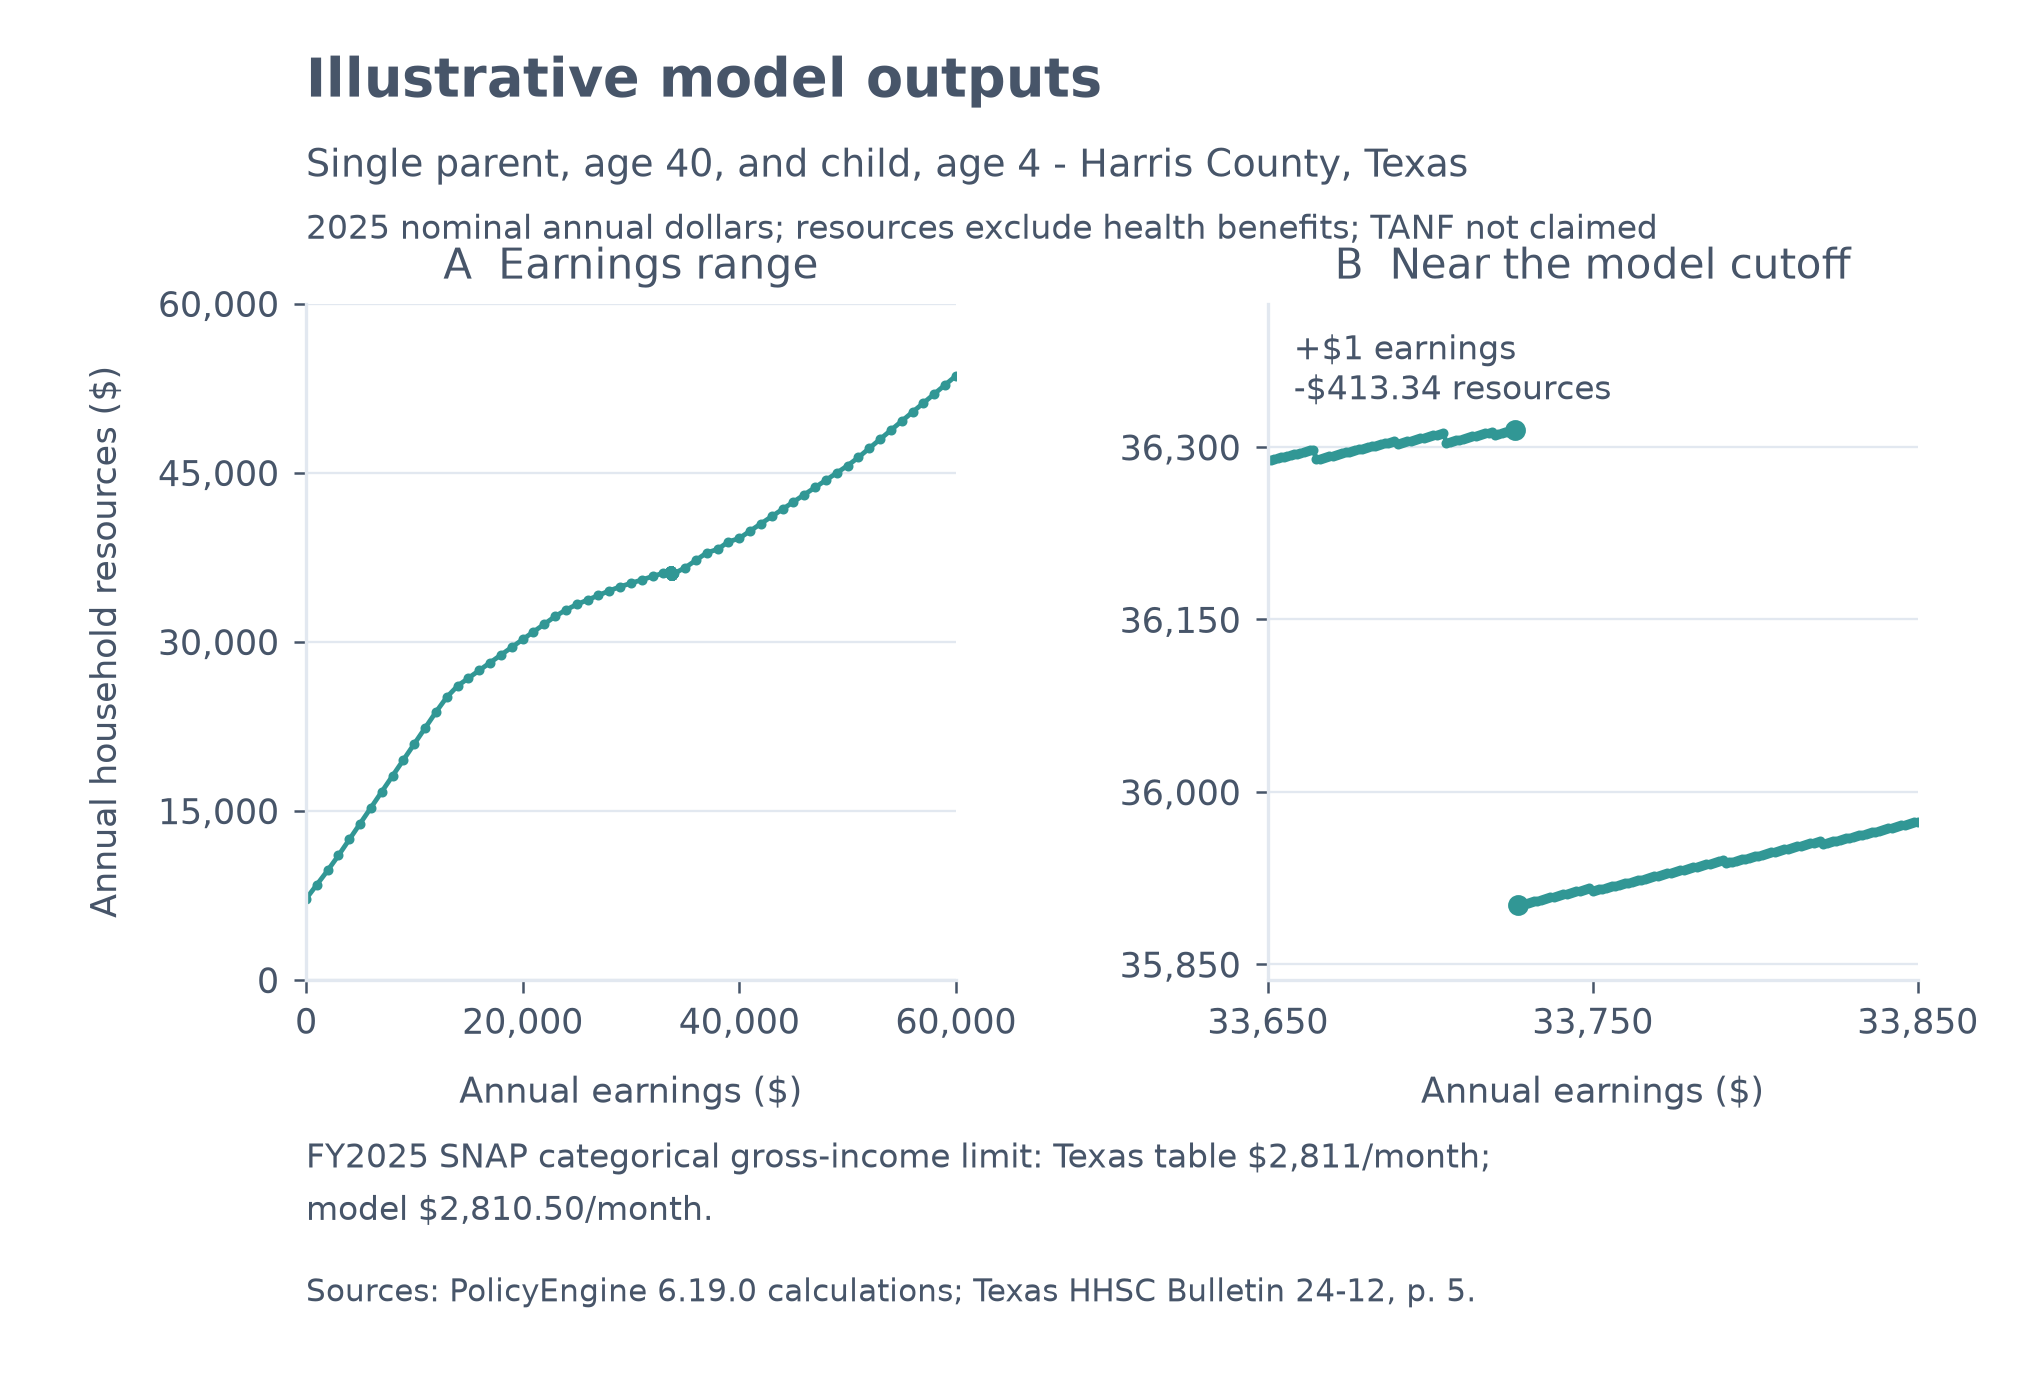 Illustrative model outputs
Single parent, age 40, and child, age 4 - Harris County, Texas
2025 nominal annual dollars; resources exclude health benefits; TANF not claimed
A  Earnings range
60,000
45,000
30,000
15,000
0
Annual household resources ($)
0
20,000
40,000
60,000
Annual earnings ($)
B  Near the model cutoff
+$1 earnings
-$413.34 resources
36,300
36,150
36,000
35,850
33,650
33,750
33,850
Annual earnings ($)
FY2025 SNAP categorical gross-income limit: Texas table $2,811/month;
model $2,810.50/month.
Sources: PolicyEngine 6.19.0 calculations; Texas HHSC Bulletin 24-12, p. 5.